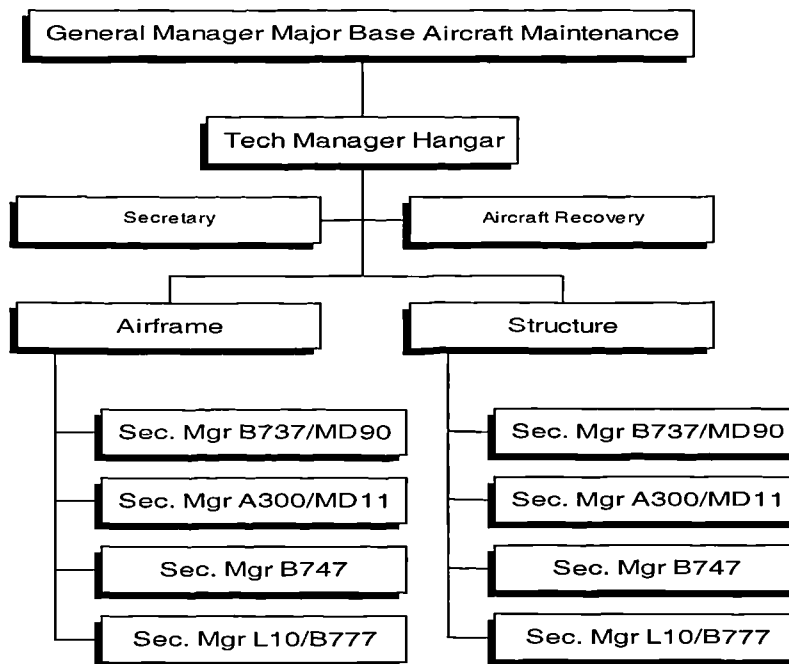 General Manager Major Base Aircraft Maintenance
Tech Manager Hangar
Secretary
Aircraft Recovery
Airframe
Structure
Sec. Mgr B737/MD90
Sec. Mgr A300/MD11
Sec. Mgr B747
Sec. Mgr L10/B777
Sec. Mgr B737/MD90
Sec. Mgr A300/MD11
Sec. Mgr B747
Sec. Mgr L10/B777